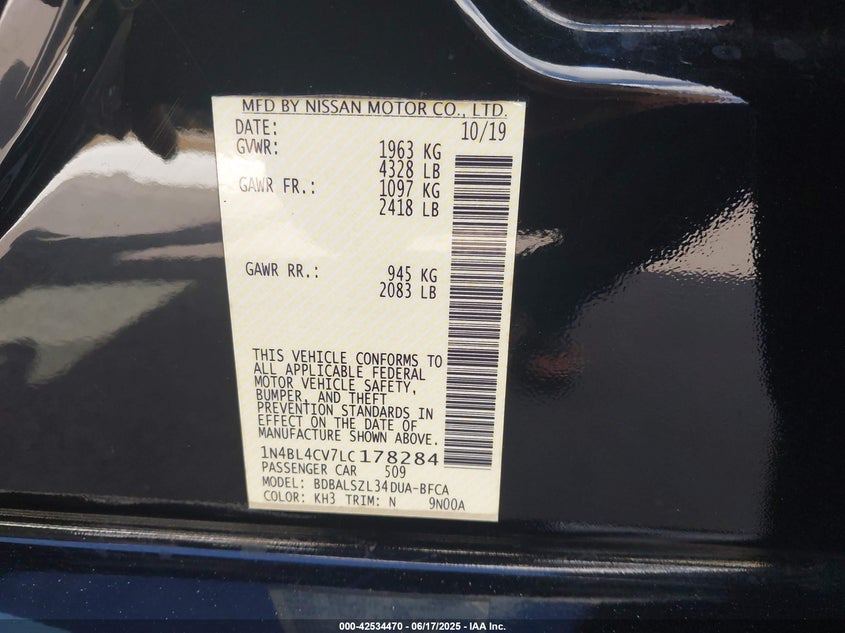 MFD BY NISSAN MOTOR CO., LTD.
DATE: 10/19
GVWR: 1963 KG
4328 LB
GAWR FR.: 1097 KG
2418 LB
GAWR RR.: 945 KG
2083 LB
THIS VEHICLE CONFORMS TO
ALL APPLICABLE FEDERAL
MOTOR VEHICLE SAFETY,
BUMPER, AND THEFT
PREVENTION STANDARDS IN
EFFECT ON THE DATE OF
MANUFACTURE SHOWN ABOVE.
1N4BL4CV7LC178284
PASSENGER CAR 509
MODEL: BDBALSZL34DUA-BFCA
COLOR: KH3 TRIM: N 9N00A
000-42534470 - 06/17/2025 - IAA Inc.